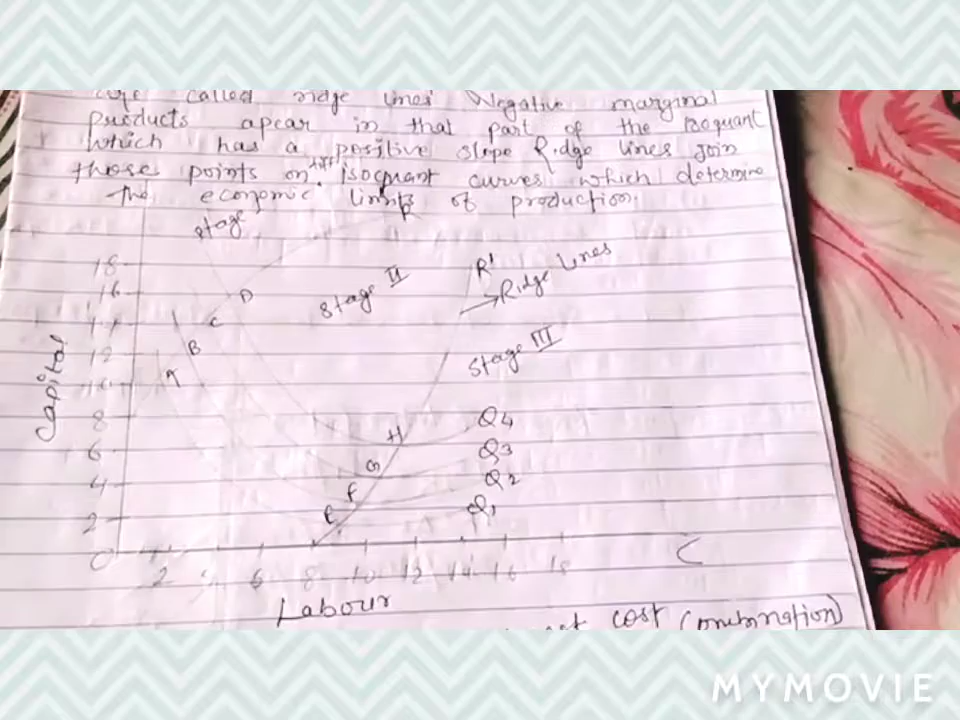 called ridge lines Negative marginal
products apear in that part of the isoquant
which has a positive slope Ridge lines join
those points on diff. isoquant curves which determine
the economic limits of production.
stage
R
18
R'
Ridge lines
16
D
Stage II
14
C
12
B
Stage III
10
A
8
H
Q4
6
G
Q3
4
F
Q2
2
E
Q1
O
2 4 6 8 10 12 14 16 18
Capital
Labour
cost combination)
MYMOVIE